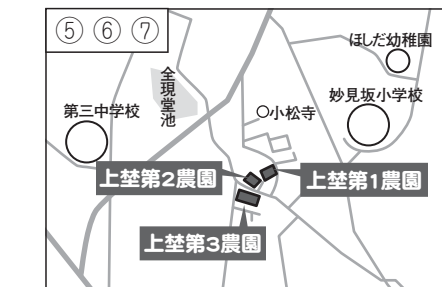 ⑤ ⑥ ⑦
ほしだ幼稚園
全現堂池
妙見坂小学校
第三中学校
小松寺
上埜第2農園
上埜第1農園
上埜第3農園